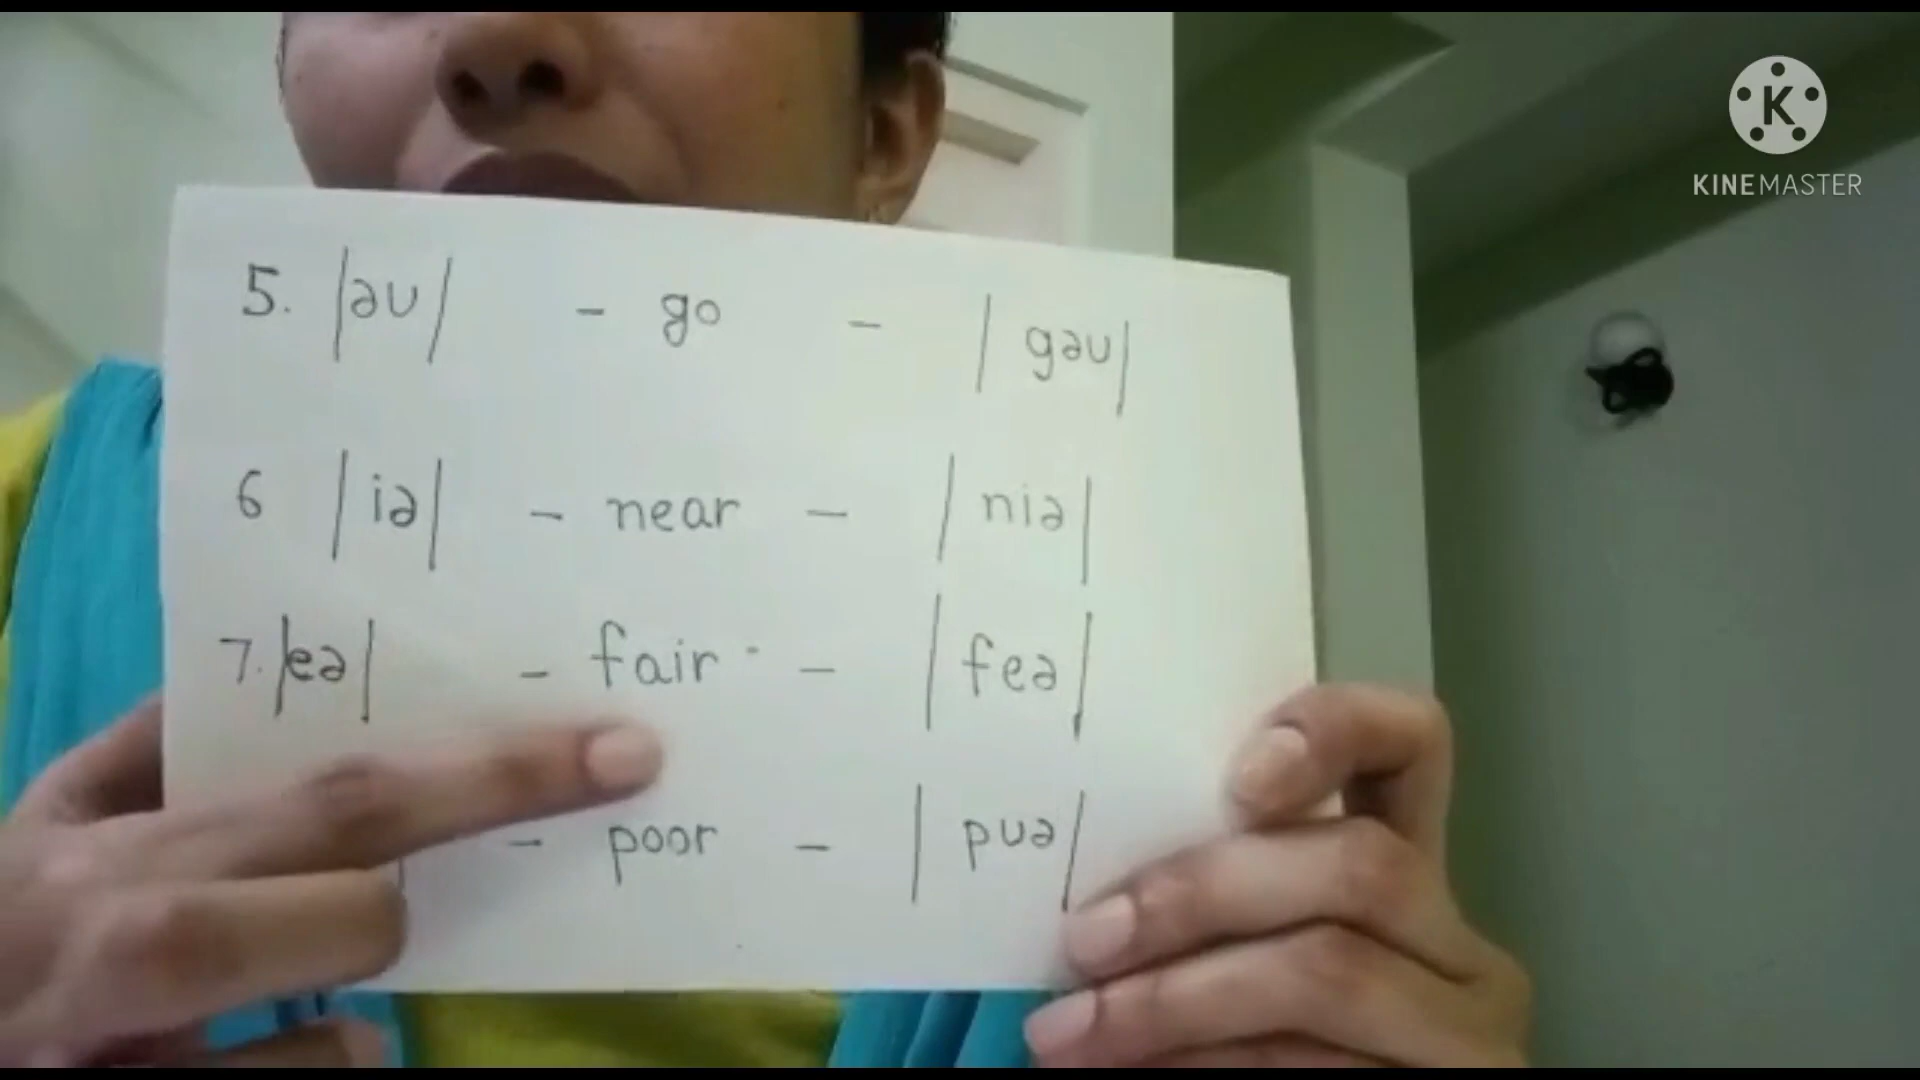 5. |əʊ| - go - |gəʊ|
6 |iə| - near - |niə|
7. |eə| - fair - |feə|
- poor - |pʊə|
K
KINEMASTER